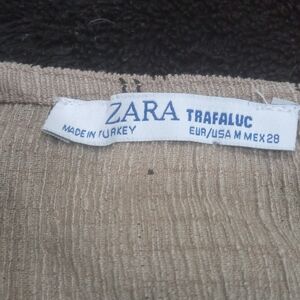 ZARA TRAFALUC
MADE IN TURKEY EUR/USA M MEX 28